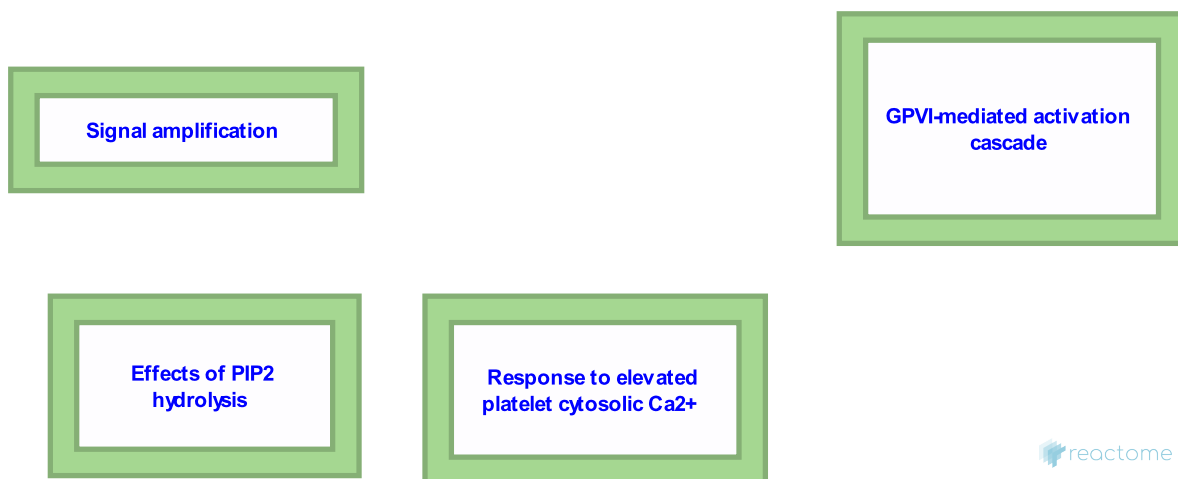 Signal amplification
GPVI-mediated activation
cascade
Effects of PIP2
hydrolysis
Response to elevated
platelet cytosolic Ca2+
reactome